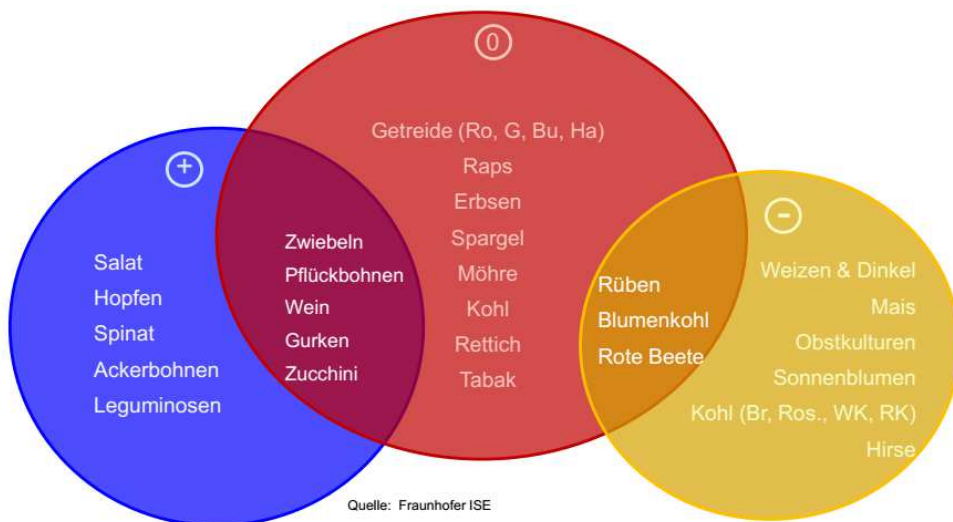 0
Getreide (Ro, G, Bu, Ha)
Raps
Erbsen
Spargel
Möhre
Kohl
Rettich
Tabak
+
Salat
Hopfen
Spinat
Ackerbohnen
Leguminosen
Zwiebeln
Pflückbohnen
Wein
Gurken
Zucchini
Rüben
Blumenkohl
Rote Beete
-
Weizen & Dinkel
Mais
Obstkulturen
Sonnenblumen
Kohl (Br, Ros., WK, RK)
Hirse
Quelle: Fraunhofer ISE